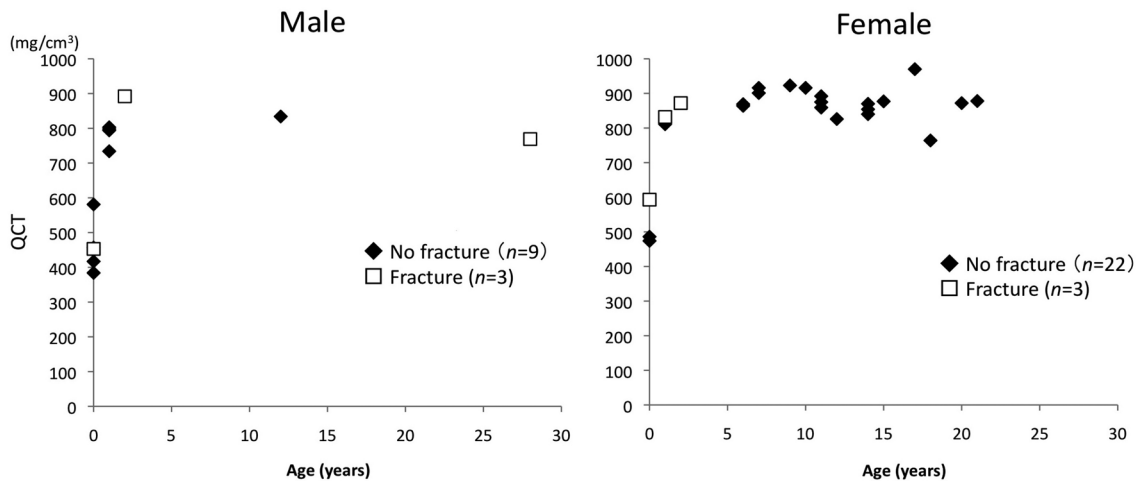 Male
(mg/cm³)
1000
900
800
700
600
500
400
300
200
100
0
QCT
No fracture（n=9）
Fracture (n=3)
0 5 10 15 20 25 30
Age (years)
Female
1000
900
800
700
600
500
400
300
200
100
0
No fracture（n=22）
Fracture (n=3)
0 5 10 15 20 25 30
Age (years)